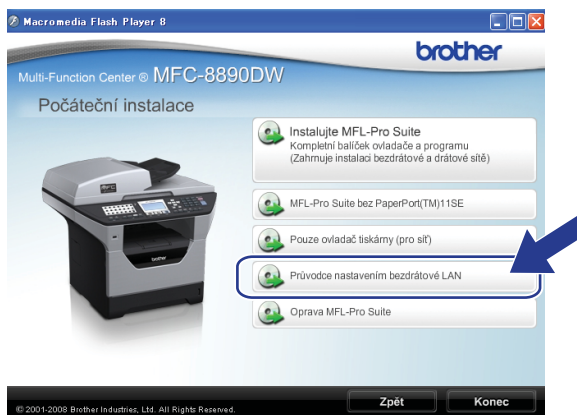 Macromedia Flash Player 8
brother
Multi-Function Center ® MFC-8890DW
Počáteční instalace
Instalujte MFL-Pro Suite
Kompletní balíček ovladače a programu
(Zahrnuje instalaci bezdrátové a drátové sítě)
MFL-Pro Suite bez PaperPort(TM)11SE
Pouze ovladač tiskárny (pro síť)
Průvodce nastavením bezdrátové LAN
Oprava MFL-Pro Suite
brother
© 2001-2008 Brother Industries, Ltd. All Rights Reserved.
Zpět
Konec